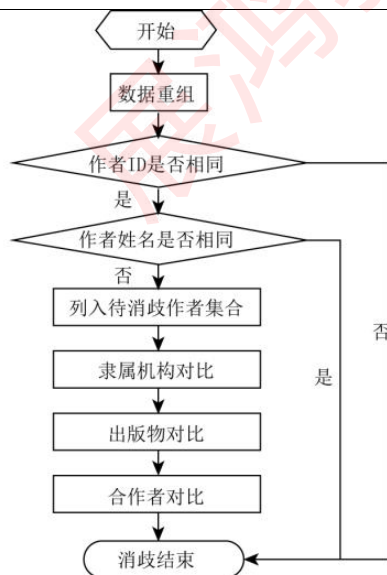 开始
数据重组
作者ID是否相同
是
作者姓名是否相同
否
列入待消歧作者集合
隶属机构对比
否
是
出版物对比
合作者对比
消歧结束